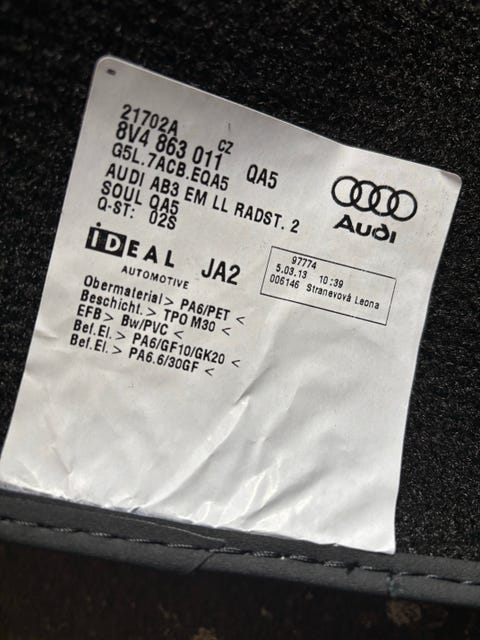 21702A CZ
8V4 863 011 QA5
G5L.7ACB.EQA5
AUDI AB3 EM LL RADST. 2
SOUL QA5
Q-ST: 02S
Audi
iDEAL
AUTOMOTIVE
JA2
97774
5.03.13 10:39
006146 Stranevová Leona
Obermaterial> PA6/PET <
Beschicht.> TPO M30 <
EFB> Bw/PVC <
Bef.El.> PA6/GF10/GK20 <
Bef.El.> PA6.6/30GF <